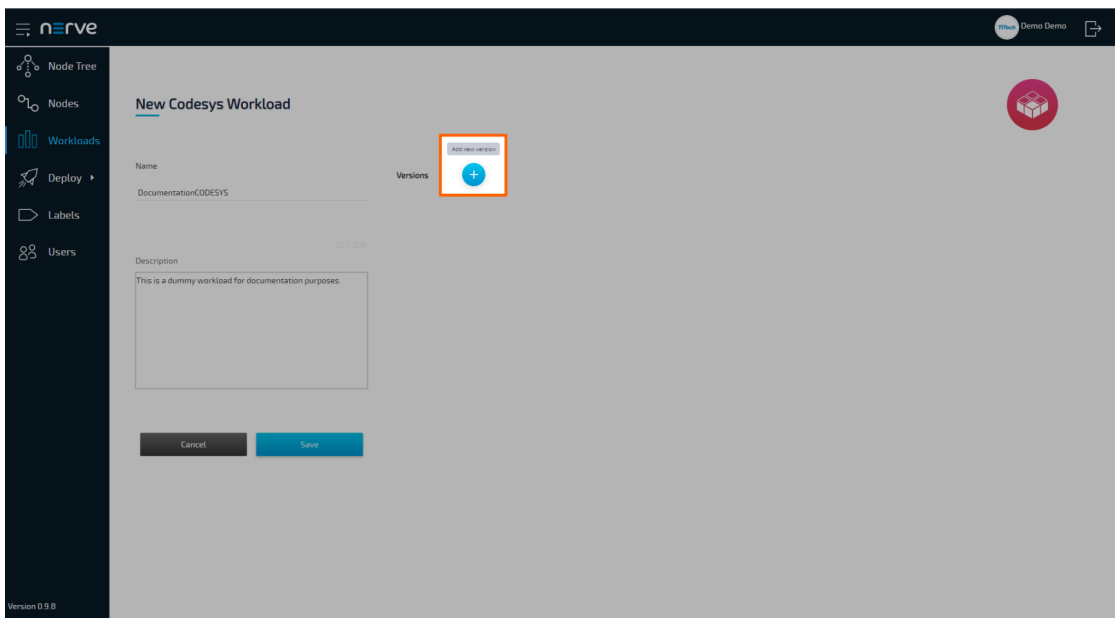 nerve
Demo Demo
Node Tree
Nodes
Workloads
Deploy
Labels
Users
Version 0.9.8
New Codesys Workload
Name
DocumentationCODESYS
Description
This is a dummy workload for documentation purposes.
Cancel
Save
Versions
Add new version